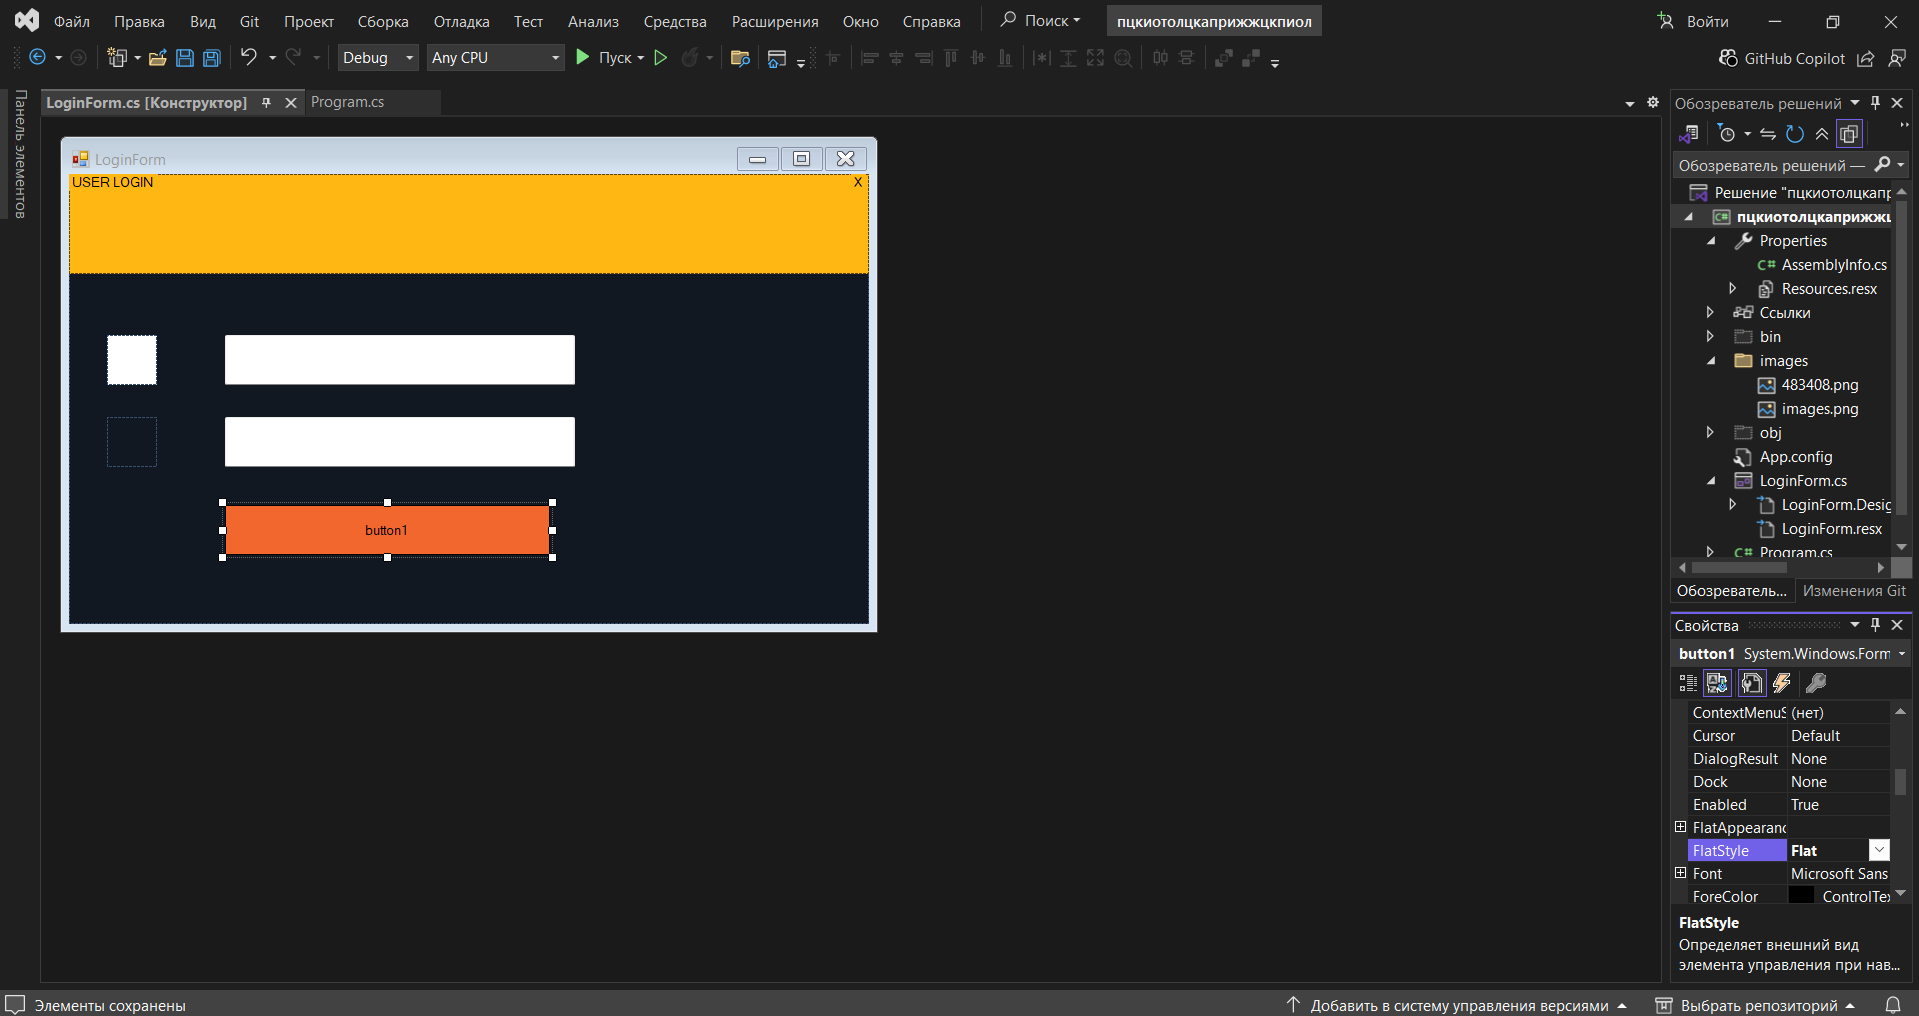 Файл Правка Вид Git Проект Сборка Отладка Тест Анализ Средства Расширения Окно Справка Поиск пцкиотолцкаприжжцкпиол Войти
Debug Any CPU Пуск GitHub Copilot
Панель элементов
LoginForm.cs [Конструктор] Program.cs
LoginForm
USER LOGIN X
button1
Обозреватель решений
Обозреватель решений —
Решение "пцкиотолцкапр
пцкиотолцкаприжжц
Properties
AssemblyInfo.cs
Resources.resx
Ссылки
bin
images
483408.png
images.png
obj
App.config
LoginForm.cs
LoginForm.Desig
LoginForm.resx
Program.cs
Обозреватель... Изменения Git
Свойства
button1 System.Windows.Form
ContextMenuS (нет)
Cursor Default
DialogResult None
Dock None
Enabled True
FlatAppearanc
FlatStyle Flat
Font Microsoft Sans
ForeColor ControlTex
FlatStyle
Определяет внешний вид
элемента управления при нав...
Элементы сохранены Добавить в систему управления версиями Выбрать репозиторий